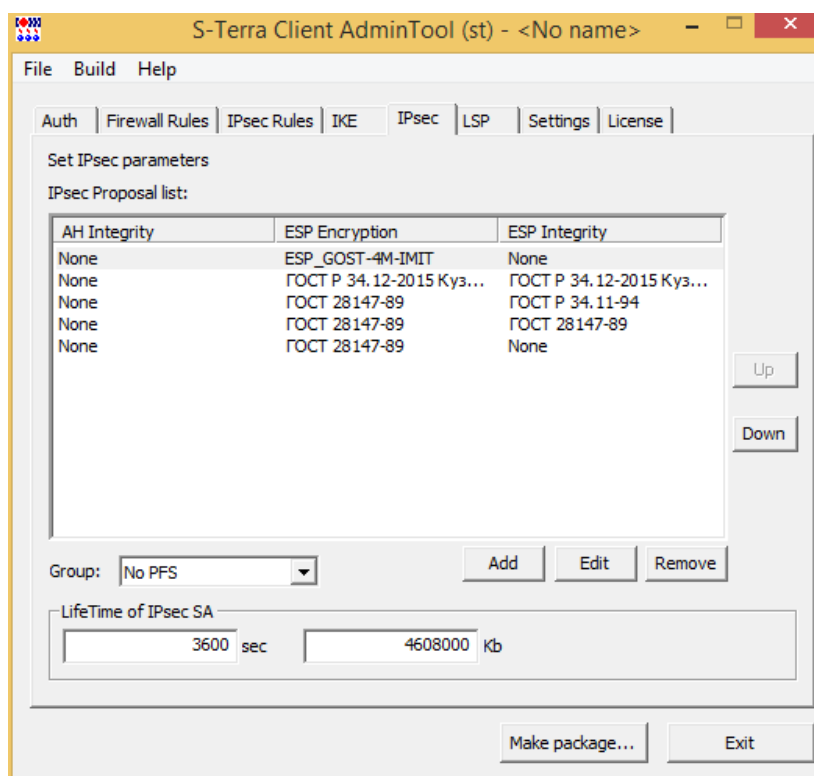 S-Terra Client AdminTool (st) - <No name>
File Build Help
Auth Firewall Rules IPsec Rules IKE IPsec LSP Settings License
Set IPsec parameters
IPsec Proposal list:
AH Integrity ESP Encryption ESP Integrity
None ESP_GOST-4M-IMIT None
None ГОСТ Р 34.12-2015 Куз... ГОСТ Р 34.12-2015 Куз...
None ГОСТ 28147-89 ГОСТ Р 34.11-94
None ГОСТ 28147-89 ГОСТ 28147-89
None ГОСТ 28147-89 None
Up
Down
Add Edit Remove
Group: No PFS
LifeTime of IPsec SA
3600 sec 4608000 Kb
Make package... Exit